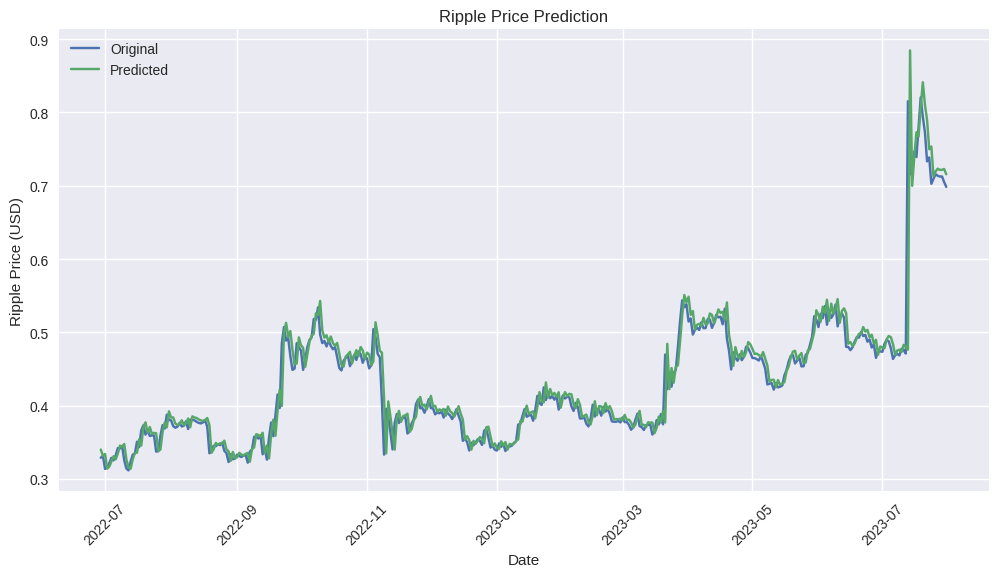 Ripple Price Prediction
Original
Predicted
Ripple Price (USD)
0.9
0.8
0.7
0.6
0.5
0.4
0.3
2022-07
2022-09
2022-11
2023-01
2023-03
2023-05
2023-07
Date